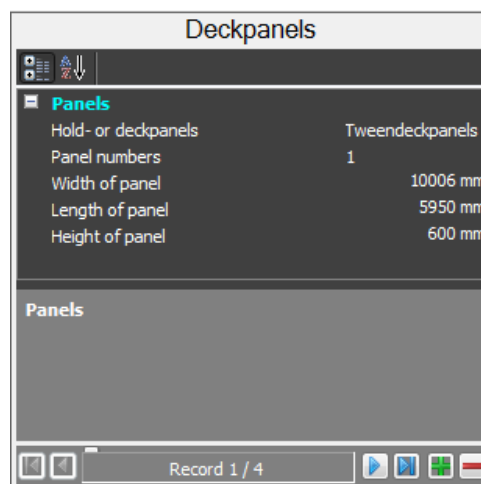 Deckpanels
Panels
Hold- or deckpanels Tweendeckpanels
Panel numbers 1
Width of panel 10006 mm
Length of panel 5950 mm
Height of panel 600 mm
Panels
Record 1 / 4